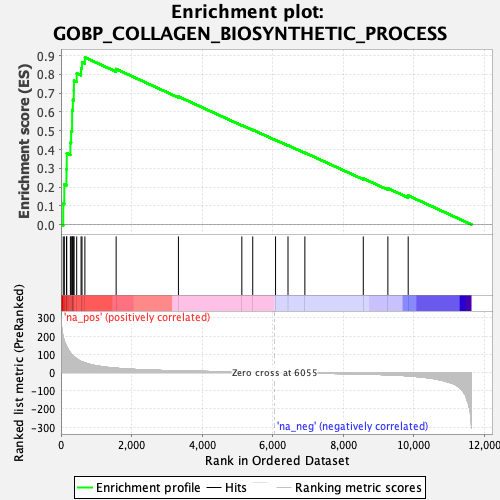 Enrichment plot:
GOBP_COLLAGEN_BIOSYNTHETIC_PROCESS
Enrichment score (ES)
0.9
0.8
0.7
0.6
0.5
0.4
0.3
0.2
0.1
0.0
Ranked list metric (PreRanked)
300
200
100
0
-100
-200
-300
'na_pos' (positively correlated)
Zero cross at 6055
'na_neg' (negatively correlated)
0
2,000
4,000
6,000
8,000
10,000
12,000
Rank in Ordered Dataset
Enrichment profile
Hits
Ranking metric scores